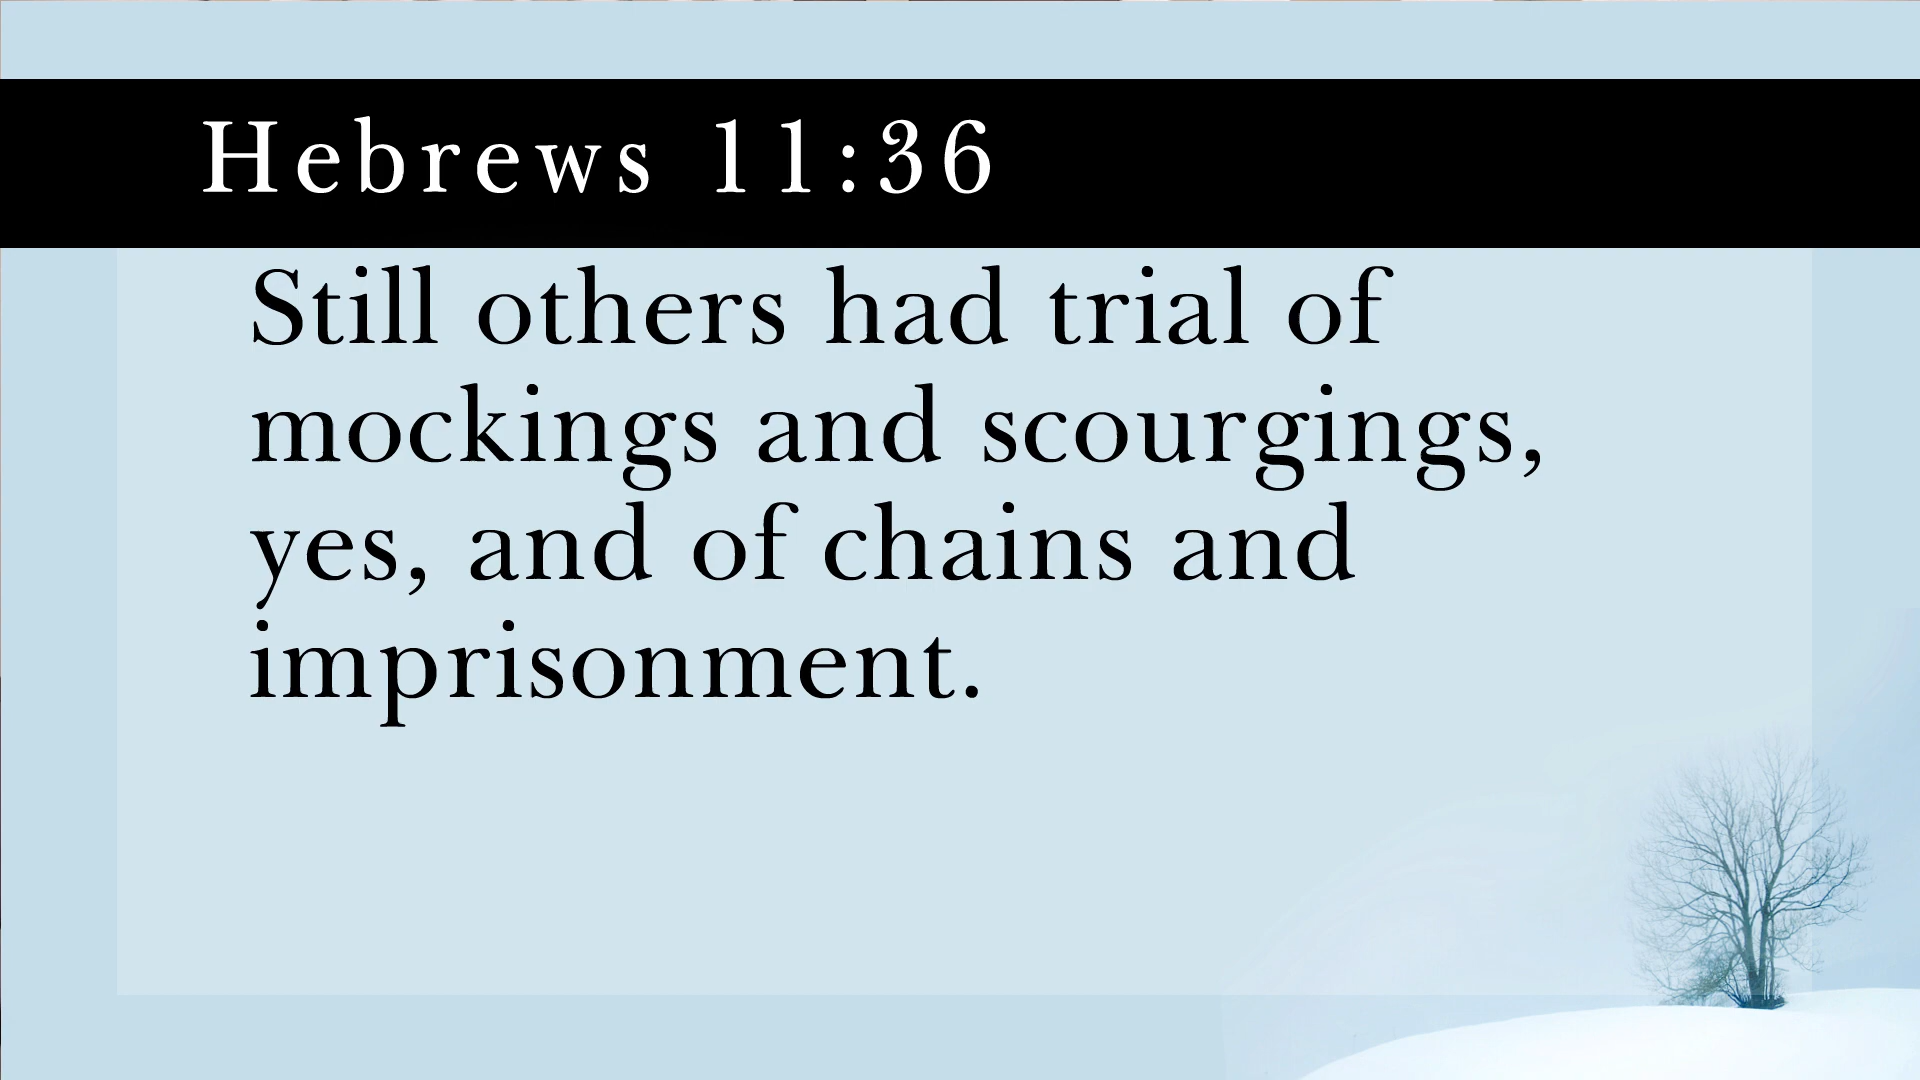 Hebrews 11:36
Still others had trial of
mockings and scourgings,
yes, and of chains and
imprisonment.